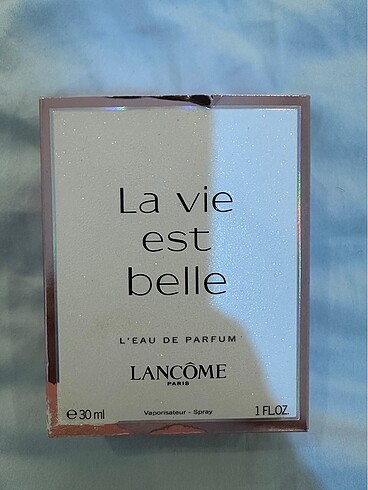 La vie
est
belle
L'EAU DE PARFUM
LANCÔME
PARIS
℮ 30 ml Vaporisateur - Spray 1 FL.OZ.